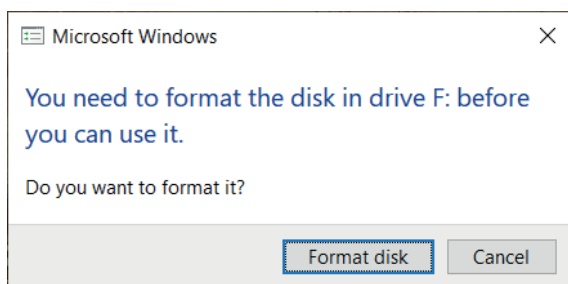 Microsoft Windows
You need to format the disk in drive F: before
you can use it.
Do you want to format it?
Format disk
Cancel